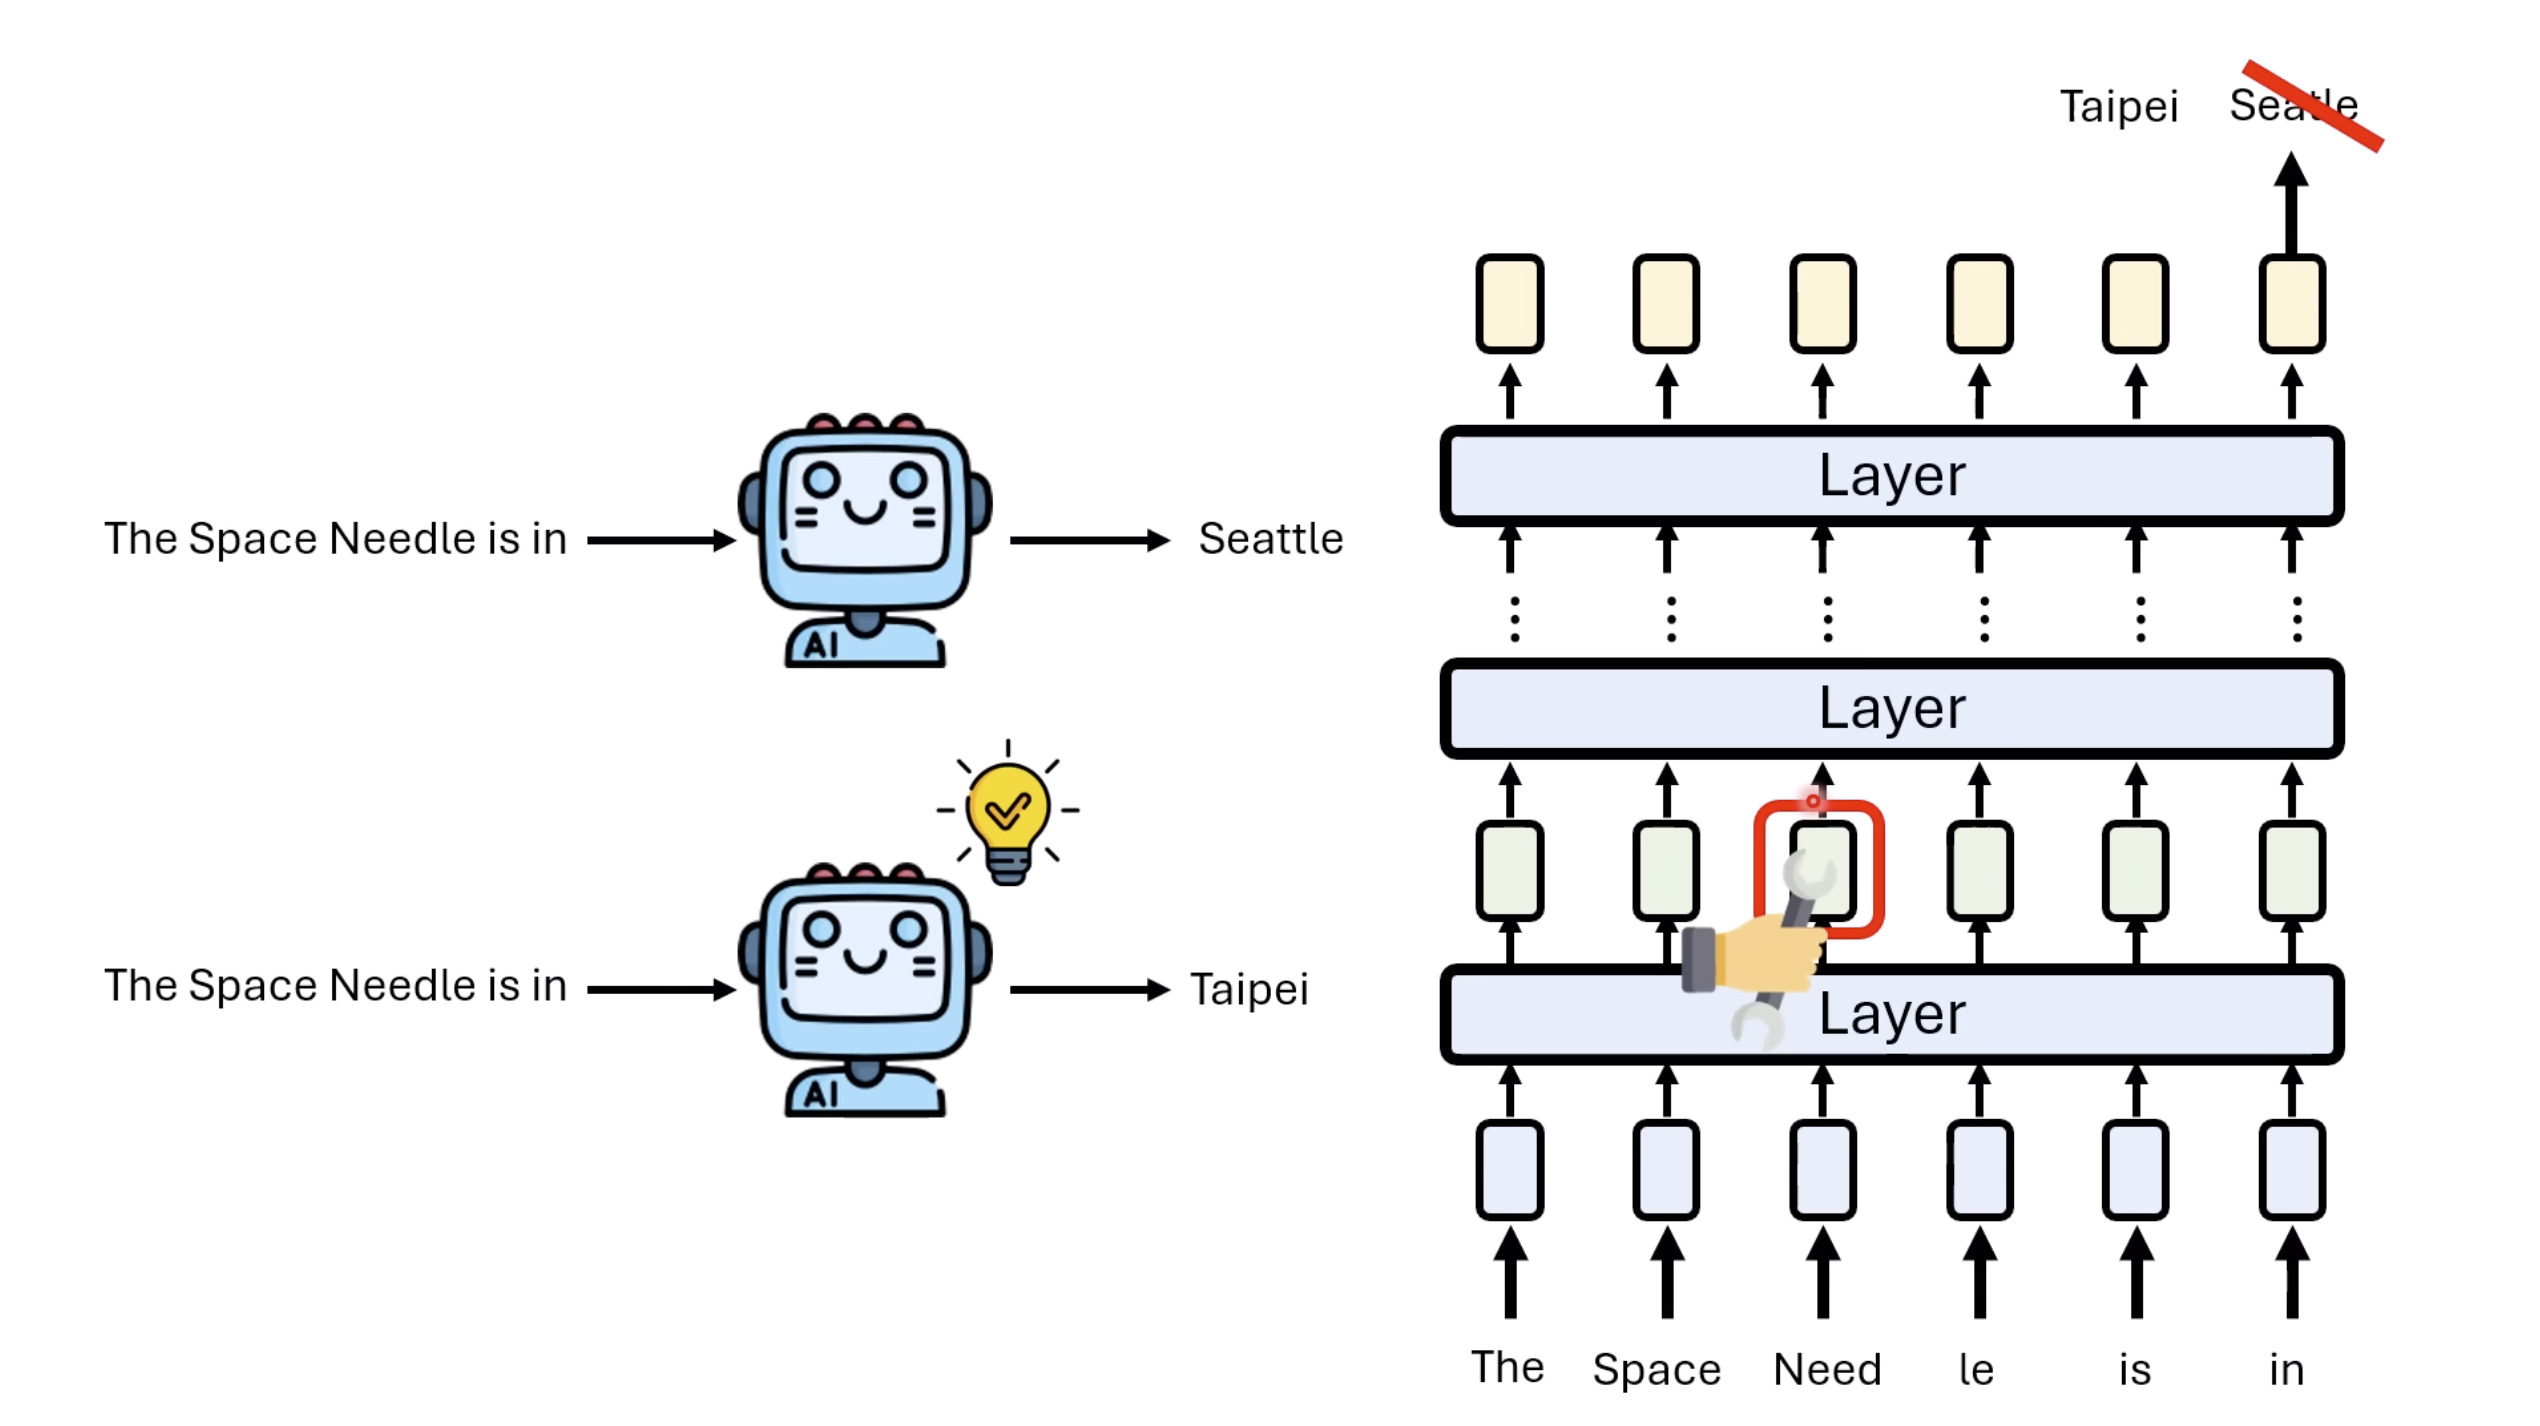 The Space Needle is in
AI
Seattle
The Space Needle is in
AI
Taipei
Taipei Seatle
Layer
Layer
Layer
The Space Need le is in